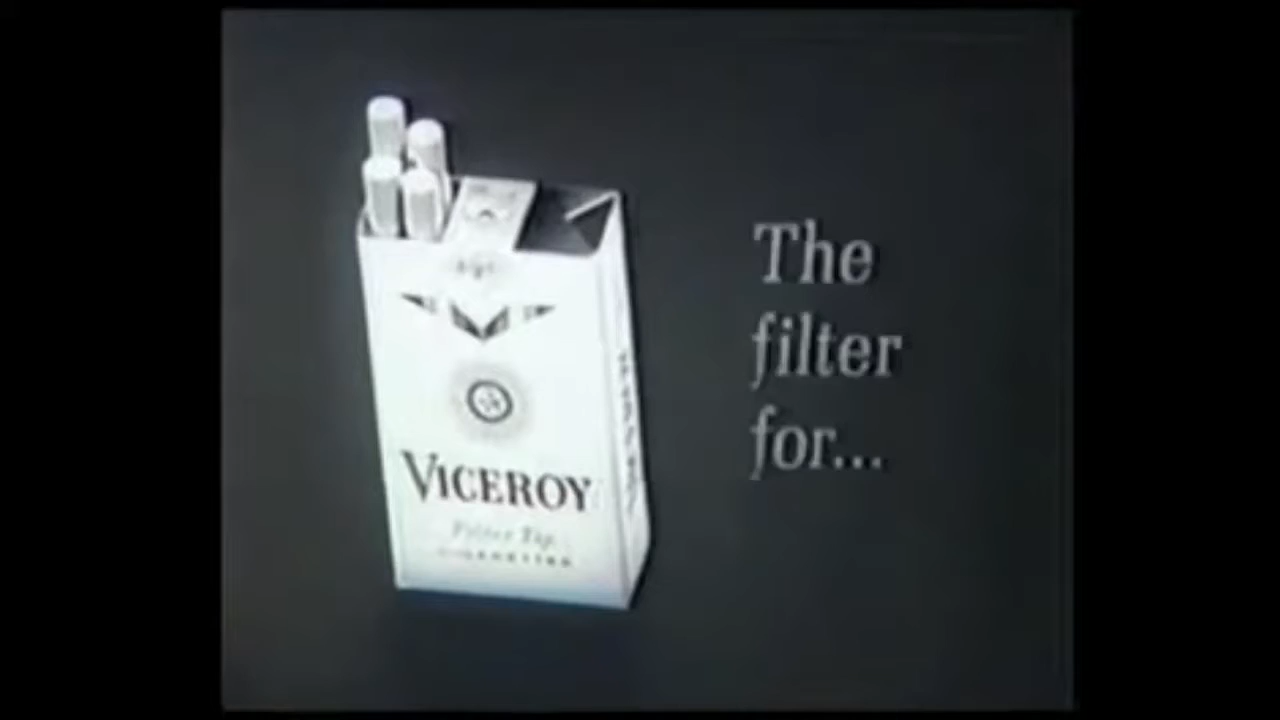 VICEROY
Filter Tip
CIGARETTES
The
filter
for...